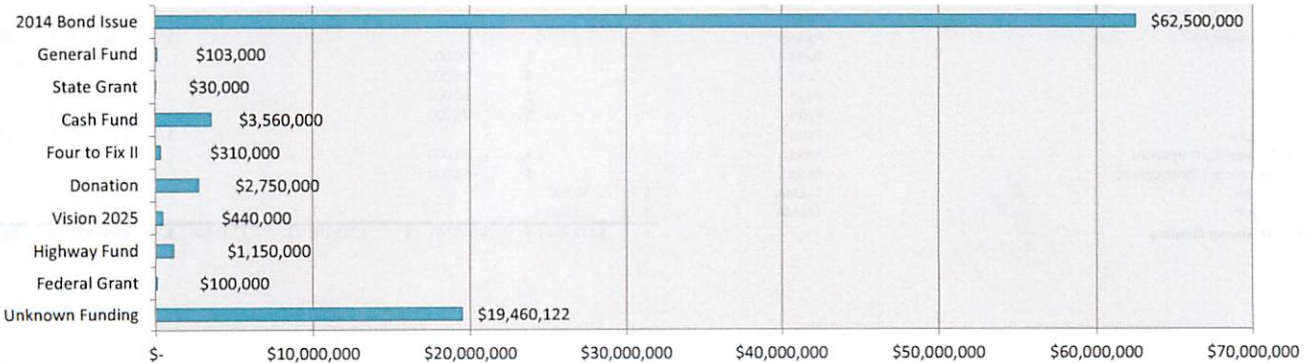 2014 Bond Issue $62,500,000
General Fund $103,000
State Grant $30,000
Cash Fund $3,560,000
Four to Fix II $310,000
Donation $2,750,000
Vision 2025 $440,000
Highway Fund $1,150,000
Federal Grant $100,000
Unknown Funding $19,460,122
$- $10,000,000 $20,000,000 $30,000,000 $40,000,000 $50,000,000 $60,000,000 $70,000,000